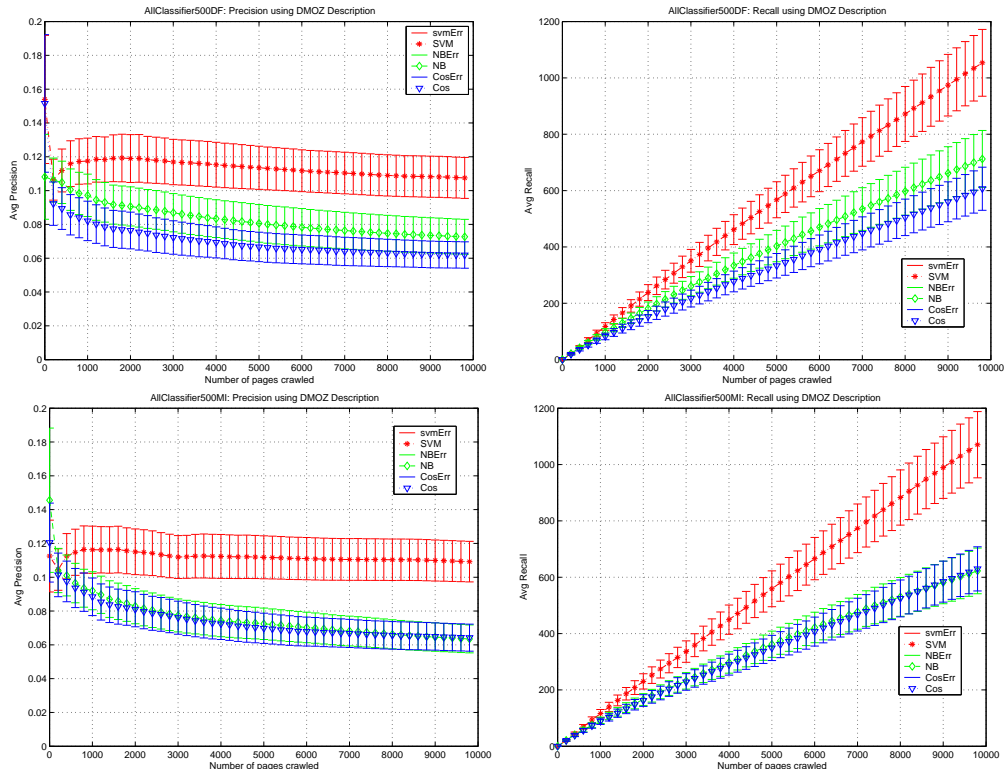 AllClassifier500DF: Precision using DMOZ Description
0.2
0.18
0.16
0.14
0.12
0.1
0.08
0.06
0.04
0.02
0
Avg Precision
svmErr
SVM
NBErr
NB
CosErr
Cos
0 1000 2000 3000 4000 5000 6000 7000 8000 9000 10000
Number of pages crawled
AllClassifier500DF: Recall using DMOZ Description
1200
1000
800
600
400
200
0
Avg Recall
svmErr
SVM
NBErr
NB
CosErr
Cos
0 1000 2000 3000 4000 5000 6000 7000 8000 9000 10000
Number of pages crawled
AllClassifier500MI: Precision using DMOZ Description
0.2
0.18
0.16
0.14
0.12
0.1
0.08
0.06
0.04
0.02
0
Avg Precision
svmErr
SVM
NBErr
NB
CosErr
Cos
0 1000 2000 3000 4000 5000 6000 7000 8000 9000 10000
Number of pages crawled
AllClassifier500MI: Recall using DMOZ Description
1200
1000
800
600
400
200
0
Avg Recall
svmErr
SVM
NBErr
NB
CosErr
Cos
0 1000 2000 3000 4000 5000 6000 7000 8000 9000 10000
Number of pages crawled